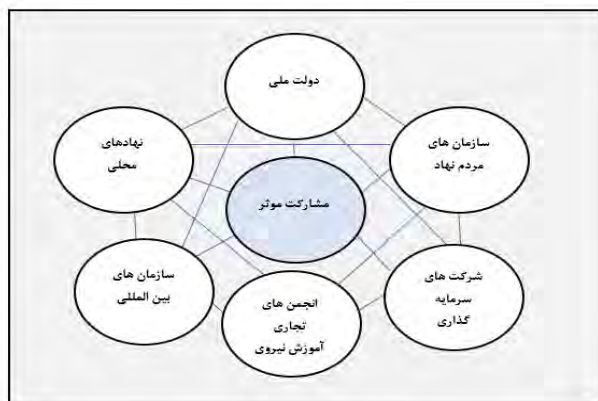 دولت ملی
سازمان های
مردم نهاد
نهادهای
محلی
مشارکت موثر
سازمان های
بین المللی
شرکت های
سرمایه
گذاری
انجمن های
تجاری
آموزش نیروی